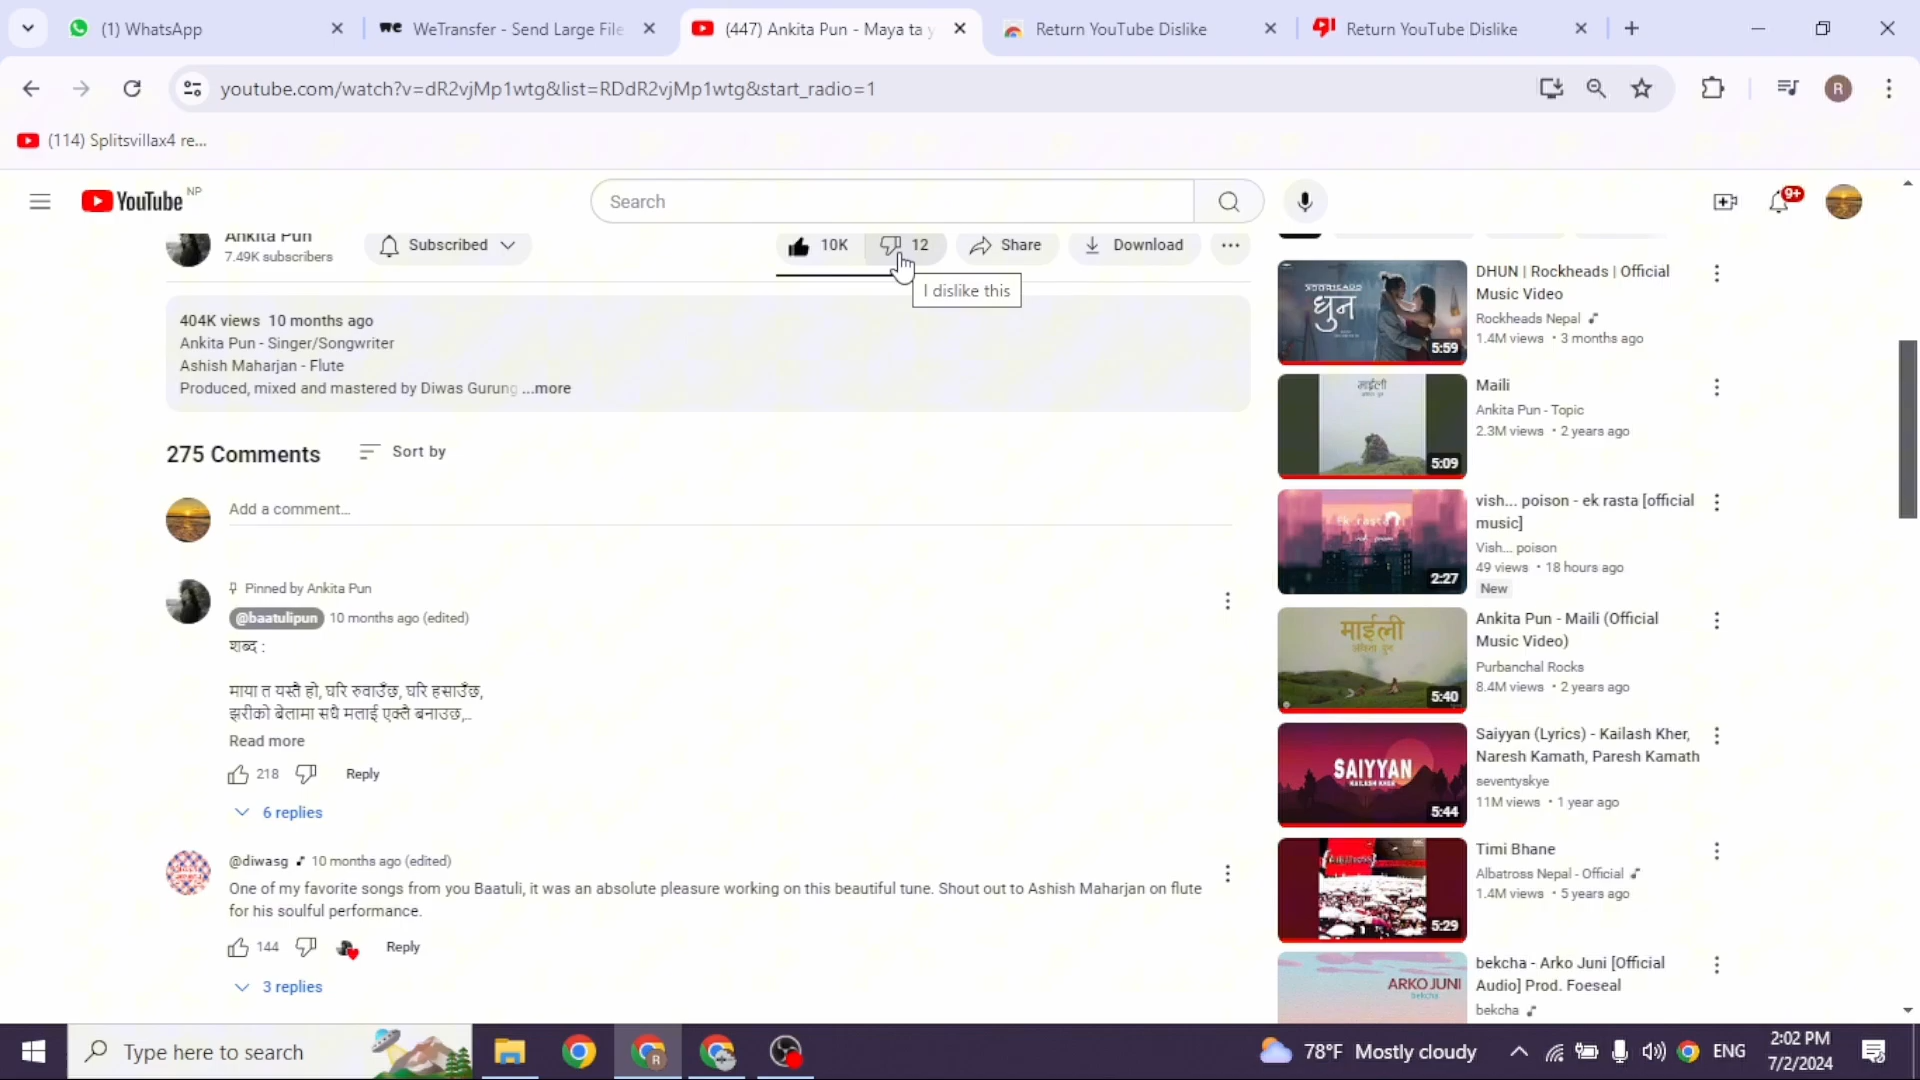 (1) WhatsApp
we WeTransfer - Send Large File
(447) Ankita Pun - Maya ta y
Return YouTube Dislike
Return YouTube Dislike
youtube.com/watch?v=dR2vjMp1wtg&list=RDdR2vjMp1wtg&start_radio=1
R
(114) Splitsvillax4 re...
YouTube NP
Search
9+
Ankita Pun
7.49K subscribers
Subscribed
10K
12
Share
Download
I dislike this
404K views 10 months ago
Ankita Pun - Singer/Songwriter
Ashish Maharjan - Flute
Produced, mixed and mastered by Diwas Gurung ...more
275 Comments
Sort by
Add a comment...
Pinned by Ankita Pun
@baatulipun 10 months ago (edited)
शब्द :
माया त यस्तै हो, घरि रुवाउँछ, घरि हसाउँछ,
झरीको बेलामा सधै मलाई एक्लै बनाउछ,..
Read more
218
Reply
6 replies
@diwasg 10 months ago (edited)
One of my favorite songs from you Baatuli, it was an absolute pleasure working on this beautiful tune. Shout out to Ashish Maharjan on flute
for his soulful performance.
144
Reply
3 replies
धुन
5:59
DHUN | Rockheads | Official
Music Video
Rockheads Nepal
1.4M views • 3 months ago
माईली
5:09
Maili
Ankita Pun - Topic
2.3M views • 2 years ago
2:27
vish... poison - ek rasta [official
music]
Vish... poison
49 views • 18 hours ago
New
माईली
5:40
Ankita Pun - Maili (Official
Music Video)
Purbanchal Rocks
8.4M views • 2 years ago
SAIYYAN
KAILASH KHER
5:44
Saiyyan (Lyrics) - Kailash Kher,
Naresh Kamath, Paresh Kamath
seventyskye
11M views • 1 year ago
5:29
Timi Bhane
Albatross Nepal - Official
1.4M views • 5 years ago
ARKO JUNI
bekcha
bekcha - Arko Juni [Official
Audio] Prod. Foeseal
bekcha
Type here to search
78°F Mostly cloudy
ENG
2:02 PM
7/2/2024